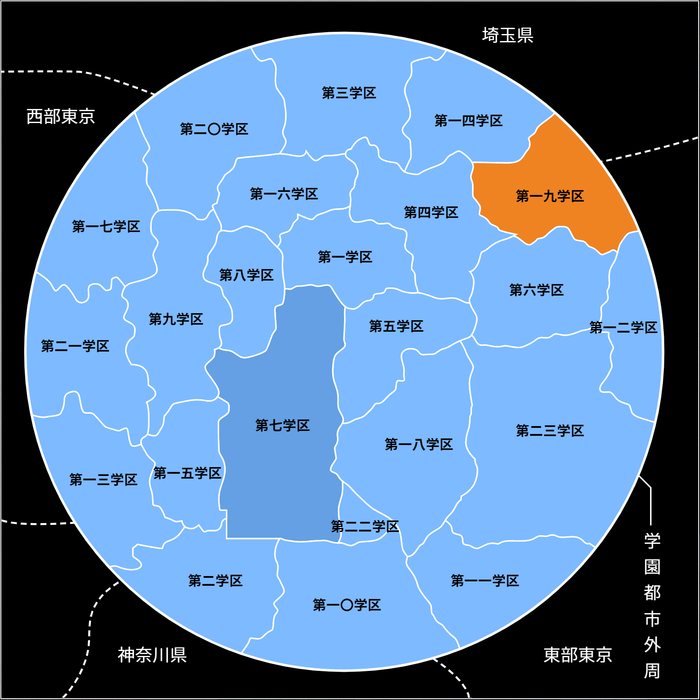 埼玉県
第三学区
西部東京
第一四学区
第二〇学区
第一六学区
第一九学区
第四学区
第一七学区
第一学区
第八学区
第六学区
第九学区
第五学区
第一二学区
第二一学区
第七学区
第二三学区
第一八学区
第一三学区
第一五学区
第二二学区
学園都市外周
第二学区
第一一学区
第一〇学区
神奈川県
東部東京